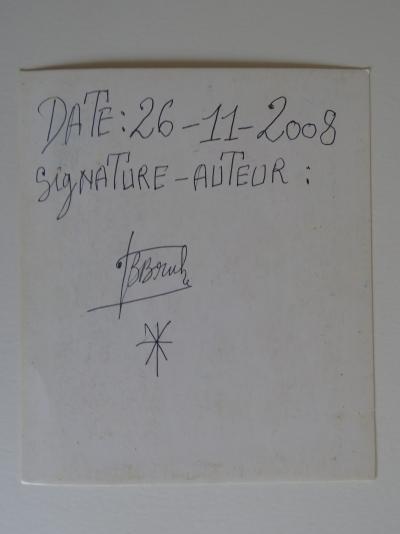 DATE: 26-11-2008
SIGNATURE-AUTEUR :